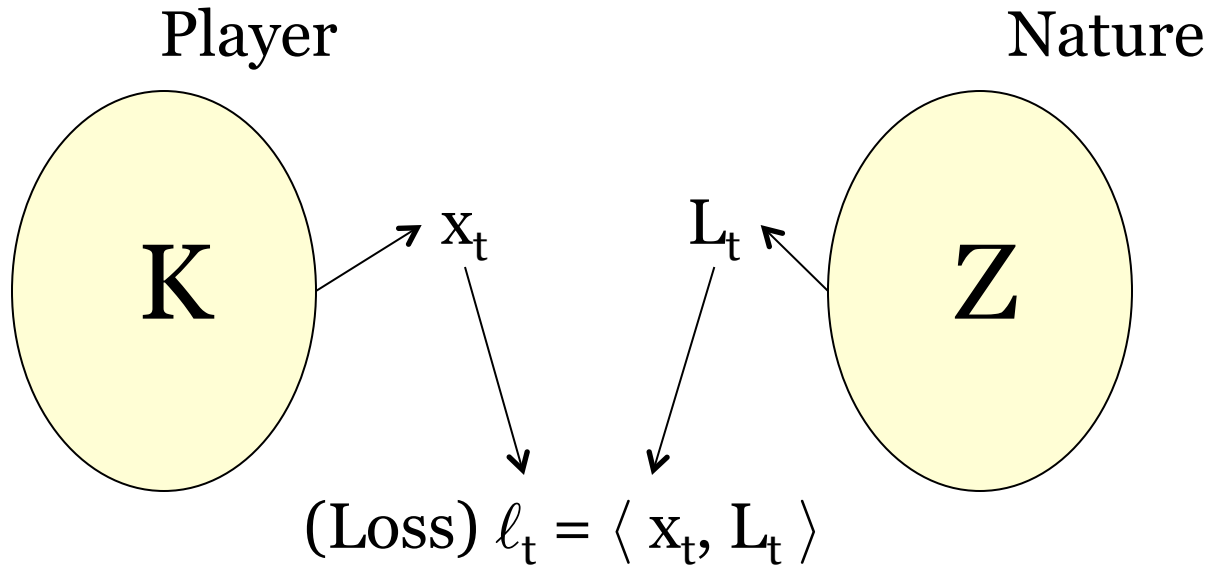 Player
Nature
K
x_t
L_t
Z
(Loss) ℓ_t = ⟨ x_t, L_t ⟩